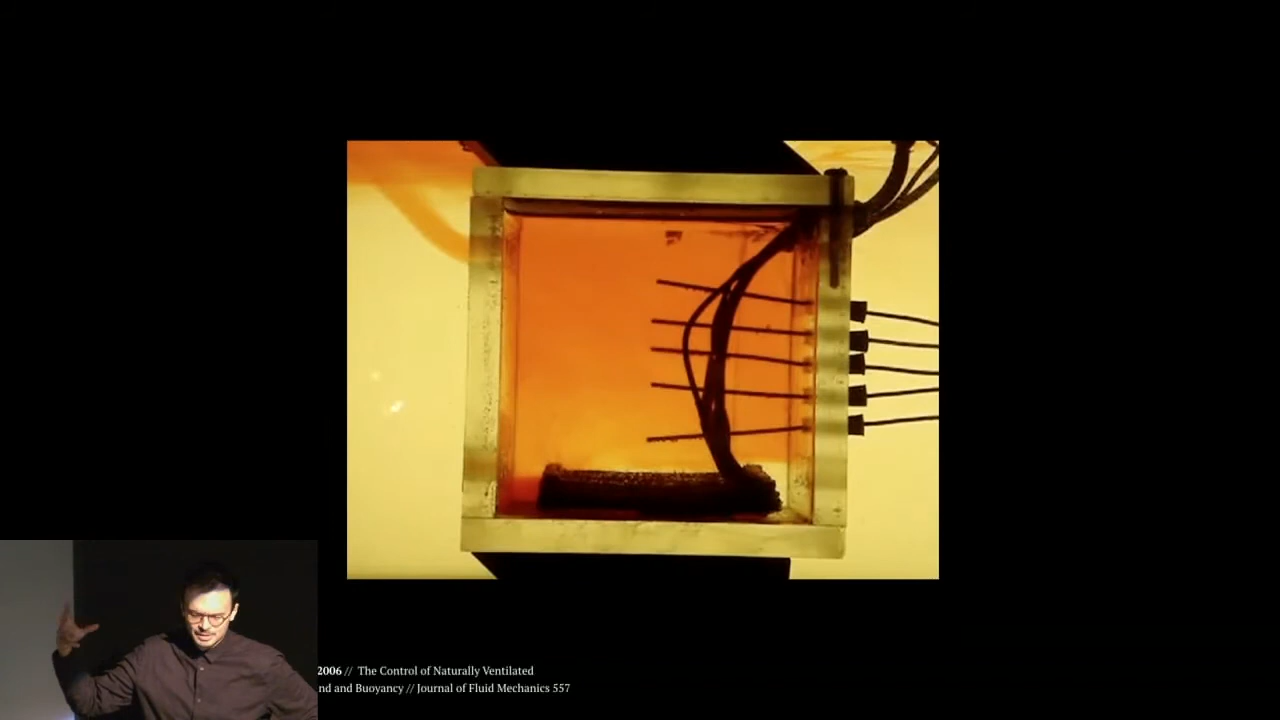 2006 // The Control of Naturally Ventilated
nd and Buoyancy // Journal of Fluid Mechanics 557